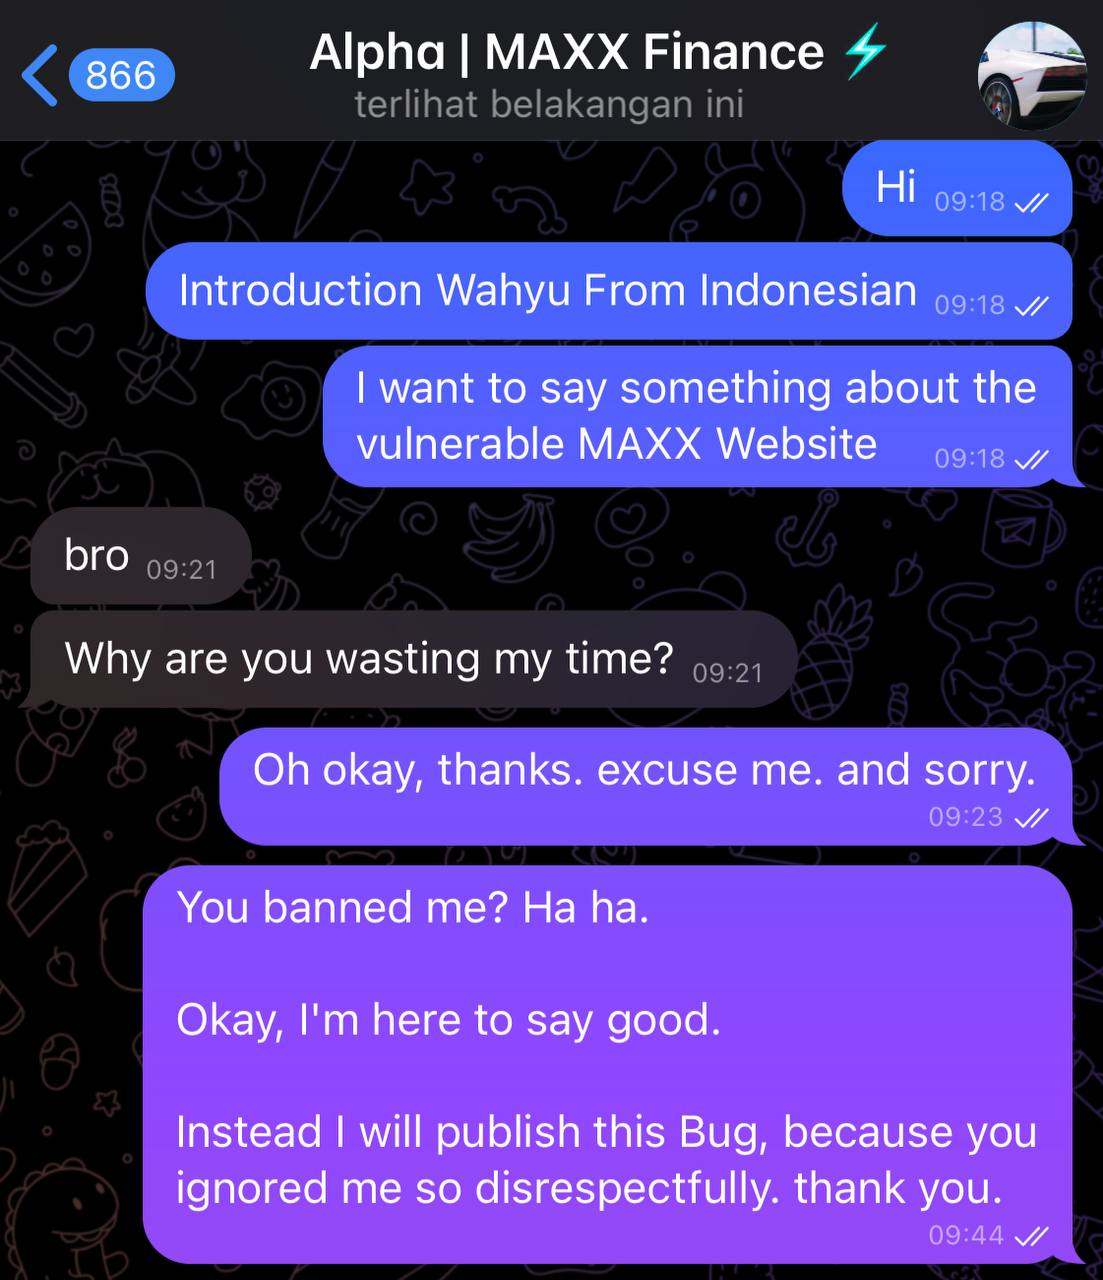 866
Alpha | MAXX Finance ⚡
terlihat belakangan ini
Hi 09:18
Introduction Wahyu From Indonesian 09:18
I want to say something about the
vulnerable MAXX Website 09:18
bro 09:21
Why are you wasting my time? 09:21
Oh okay, thanks. excuse me. and sorry.
09:23
You banned me? Ha ha.
Okay, I'm here to say good.
Instead I will publish this Bug, because you
ignored me so disrespectfully. thank you.
09:44